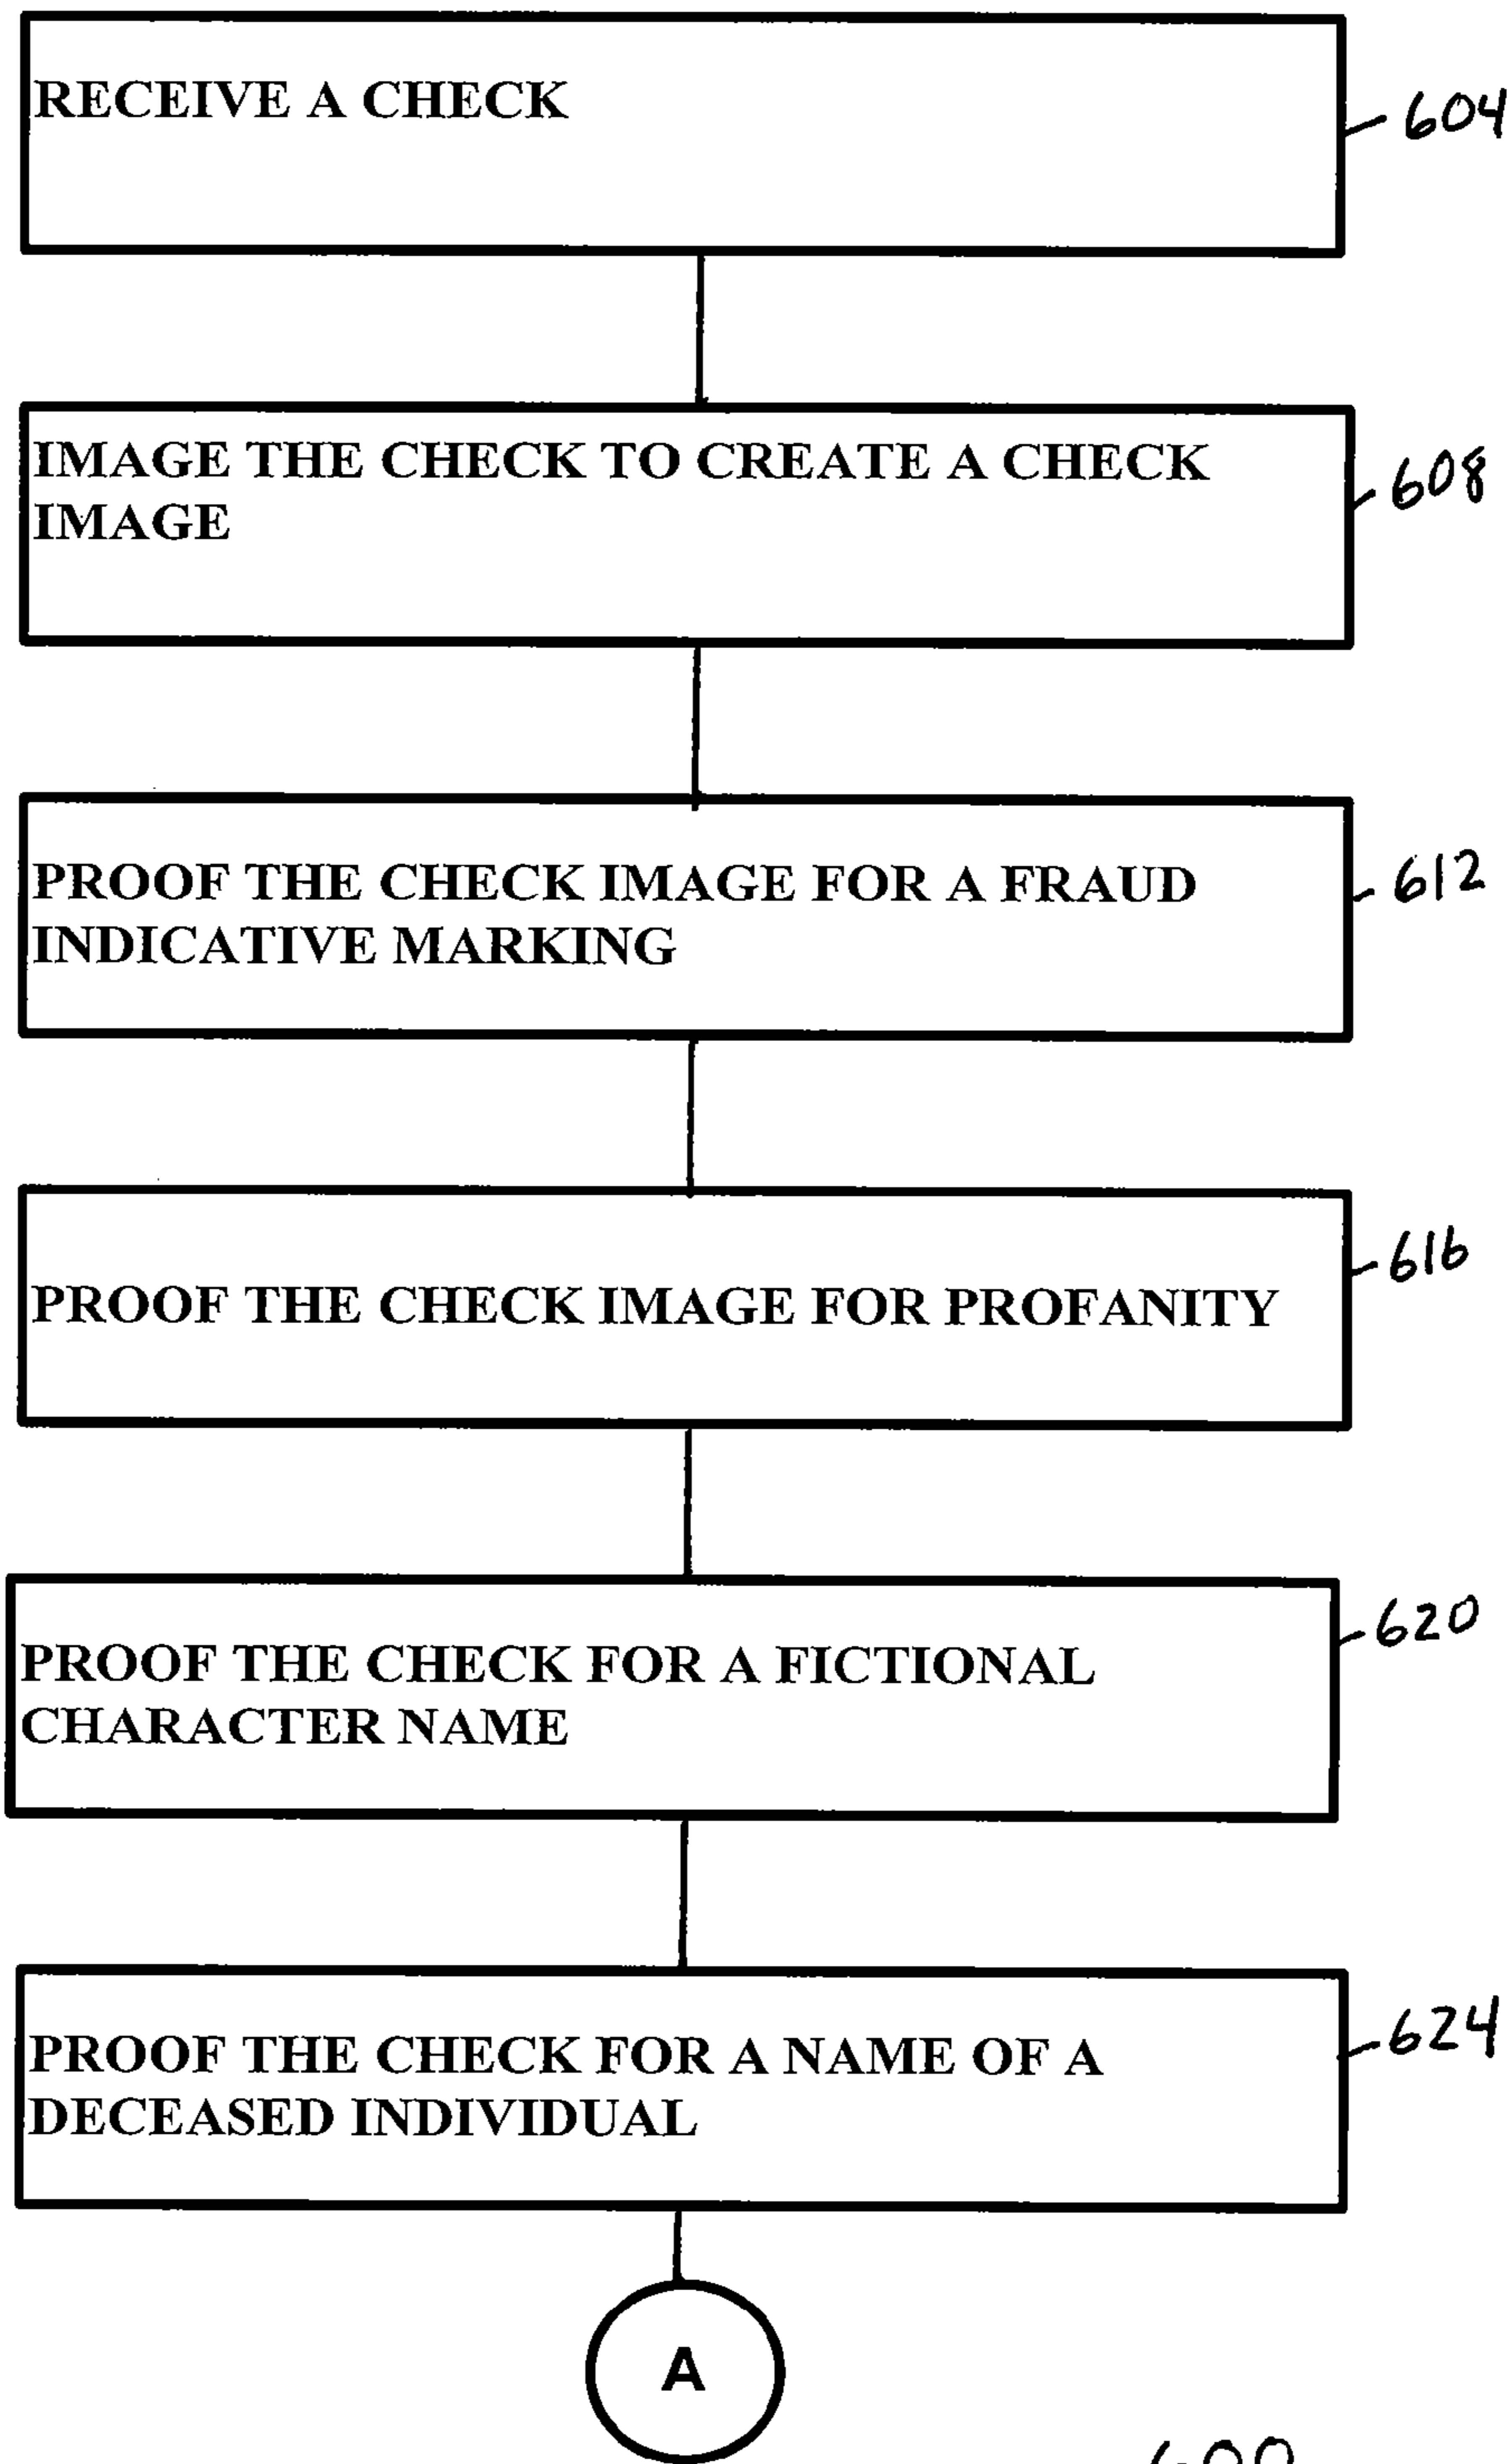 RECEIVE A CHECK
604
IMAGE THE CHECK TO CREATE A CHECK
IMAGE
608
PROOF THE CHECK IMAGE FOR A FRAUD
INDICATIVE MARKING
612
PROOF THE CHECK IMAGE FOR PROFANITY
616
PROOF THE CHECK FOR A FICTIONAL
CHARACTER NAME
620
PROOF THE CHECK FOR A NAME OF A
DECEASED INDIVIDUAL
624
A